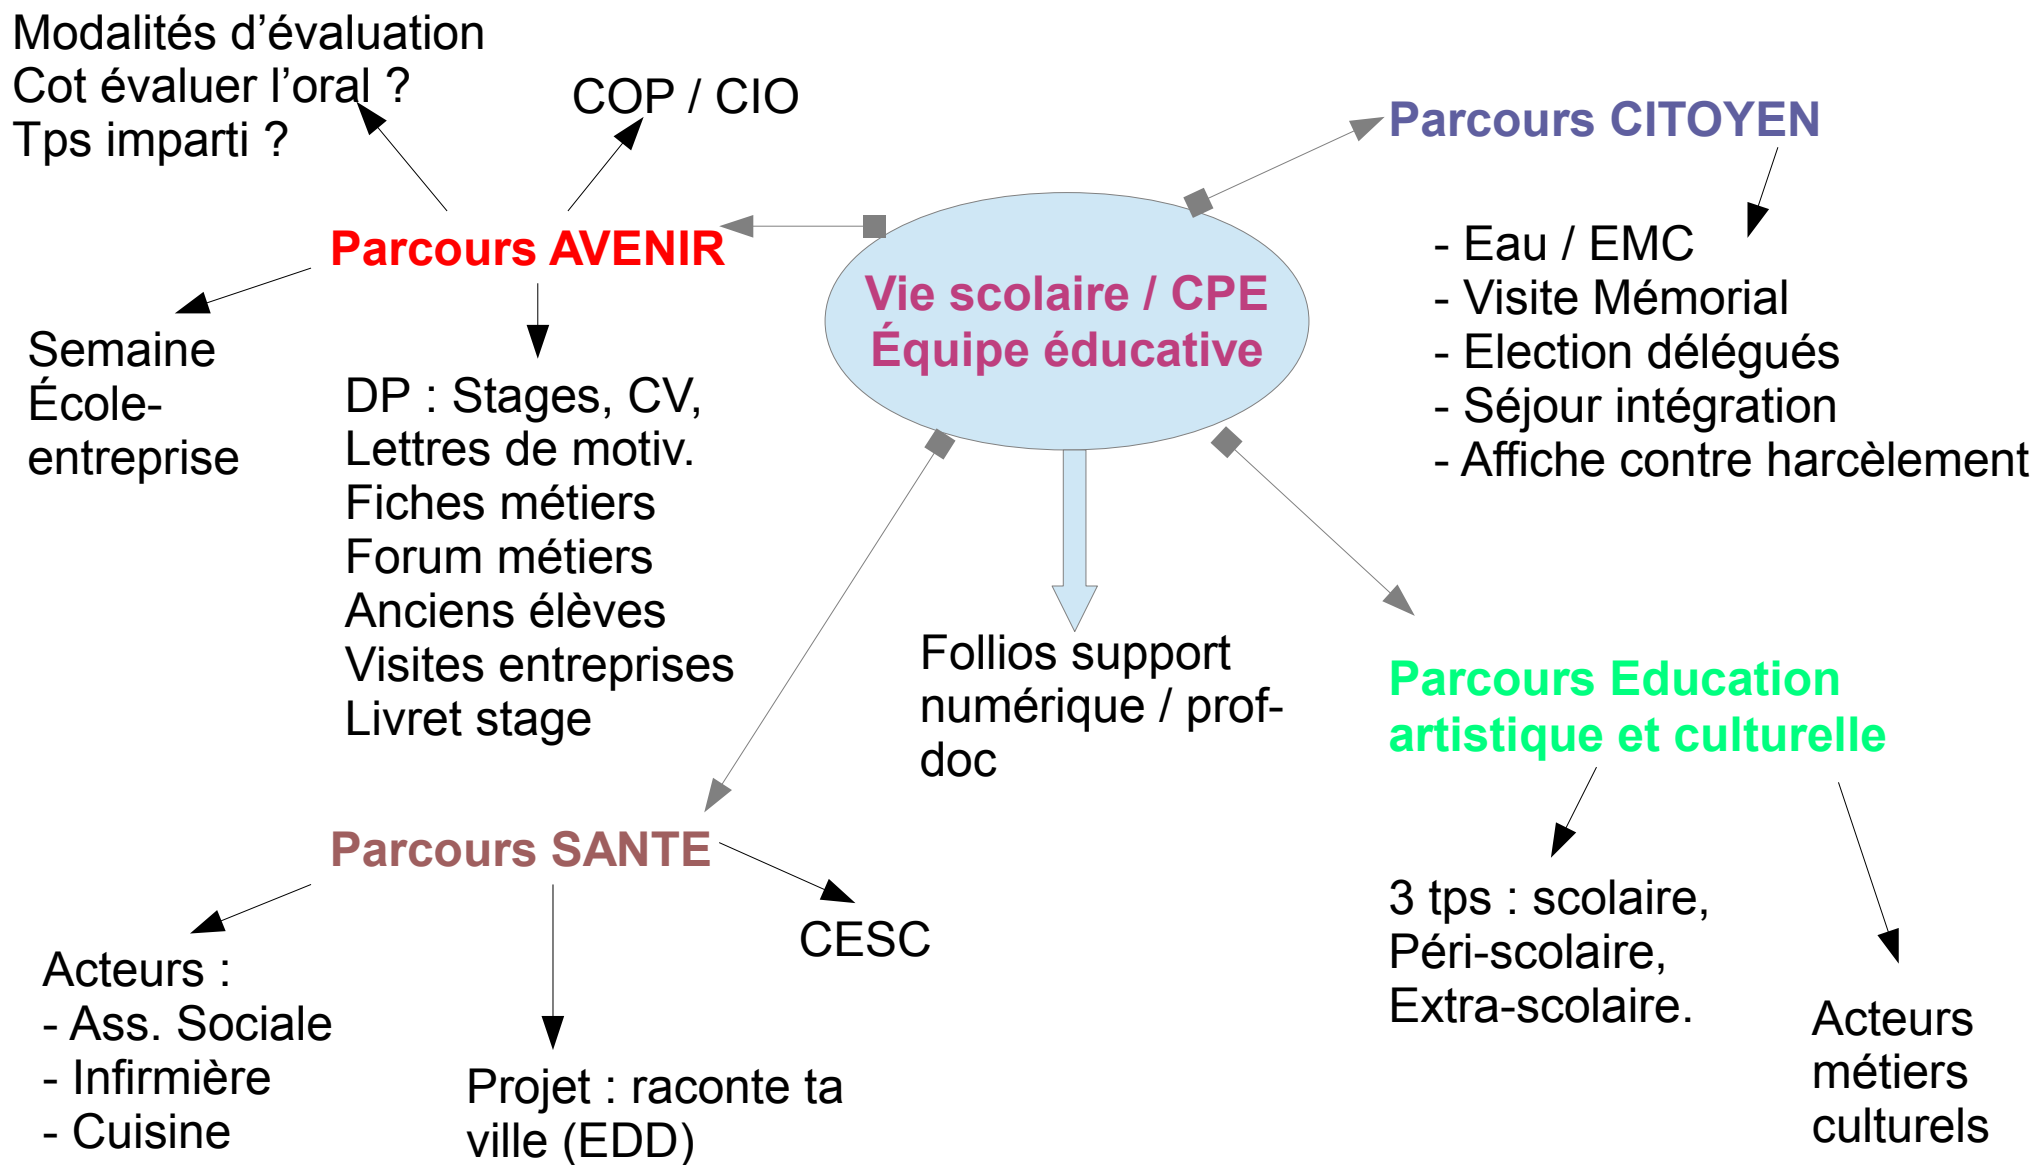 Modalités d’évaluation
Cot évaluer l’oral ?
Tps imparti ?
COP / CIO
Parcours CITOYEN
Parcours AVENIR
- Eau / EMC
- Visite Mémorial
- Election délégués
- Séjour intégration
- Affiche contre harcèlement
Vie scolaire / CPE
Équipe éducative
Semaine
École-
entreprise
DP : Stages, CV,
Lettres de motiv.
Fiches métiers
Forum métiers
Anciens élèves
Visites entreprises
Livret stage
Follios support
numérique / prof-
doc
Parcours Education
artistique et culturelle
Parcours SANTE
CESC
3 tps : scolaire,
Péri-scolaire,
Extra-scolaire.
Acteurs :
- Ass. Sociale
- Infirmière
- Cuisine
Projet : raconte ta
ville (EDD)
Acteurs
métiers
culturels